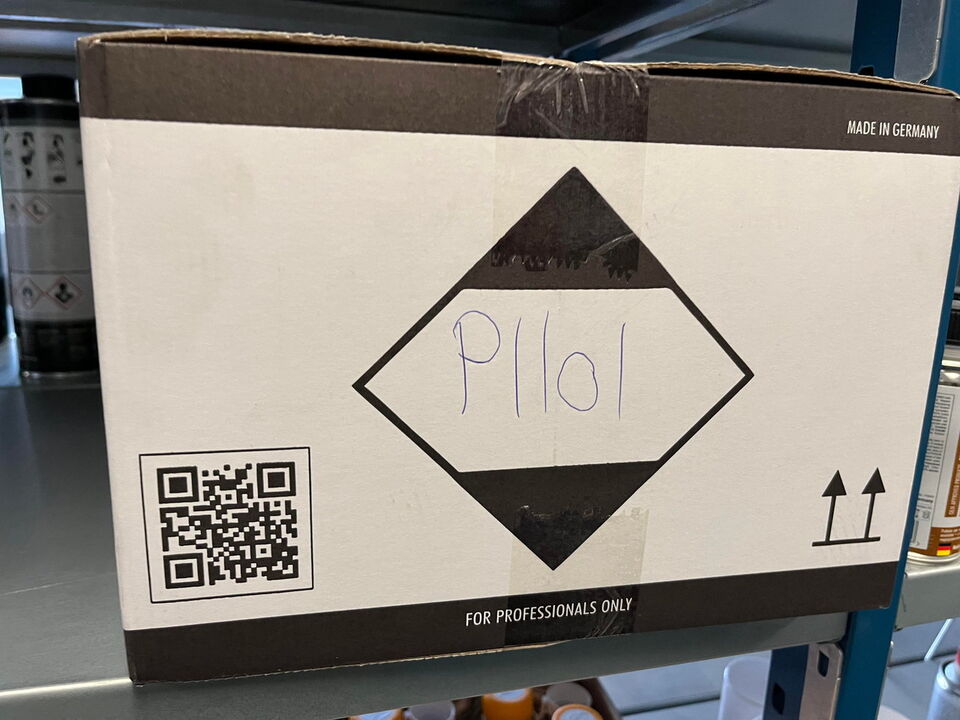 MADE IN GERMANY
P1101
FOR PROFESSIONALS ONLY